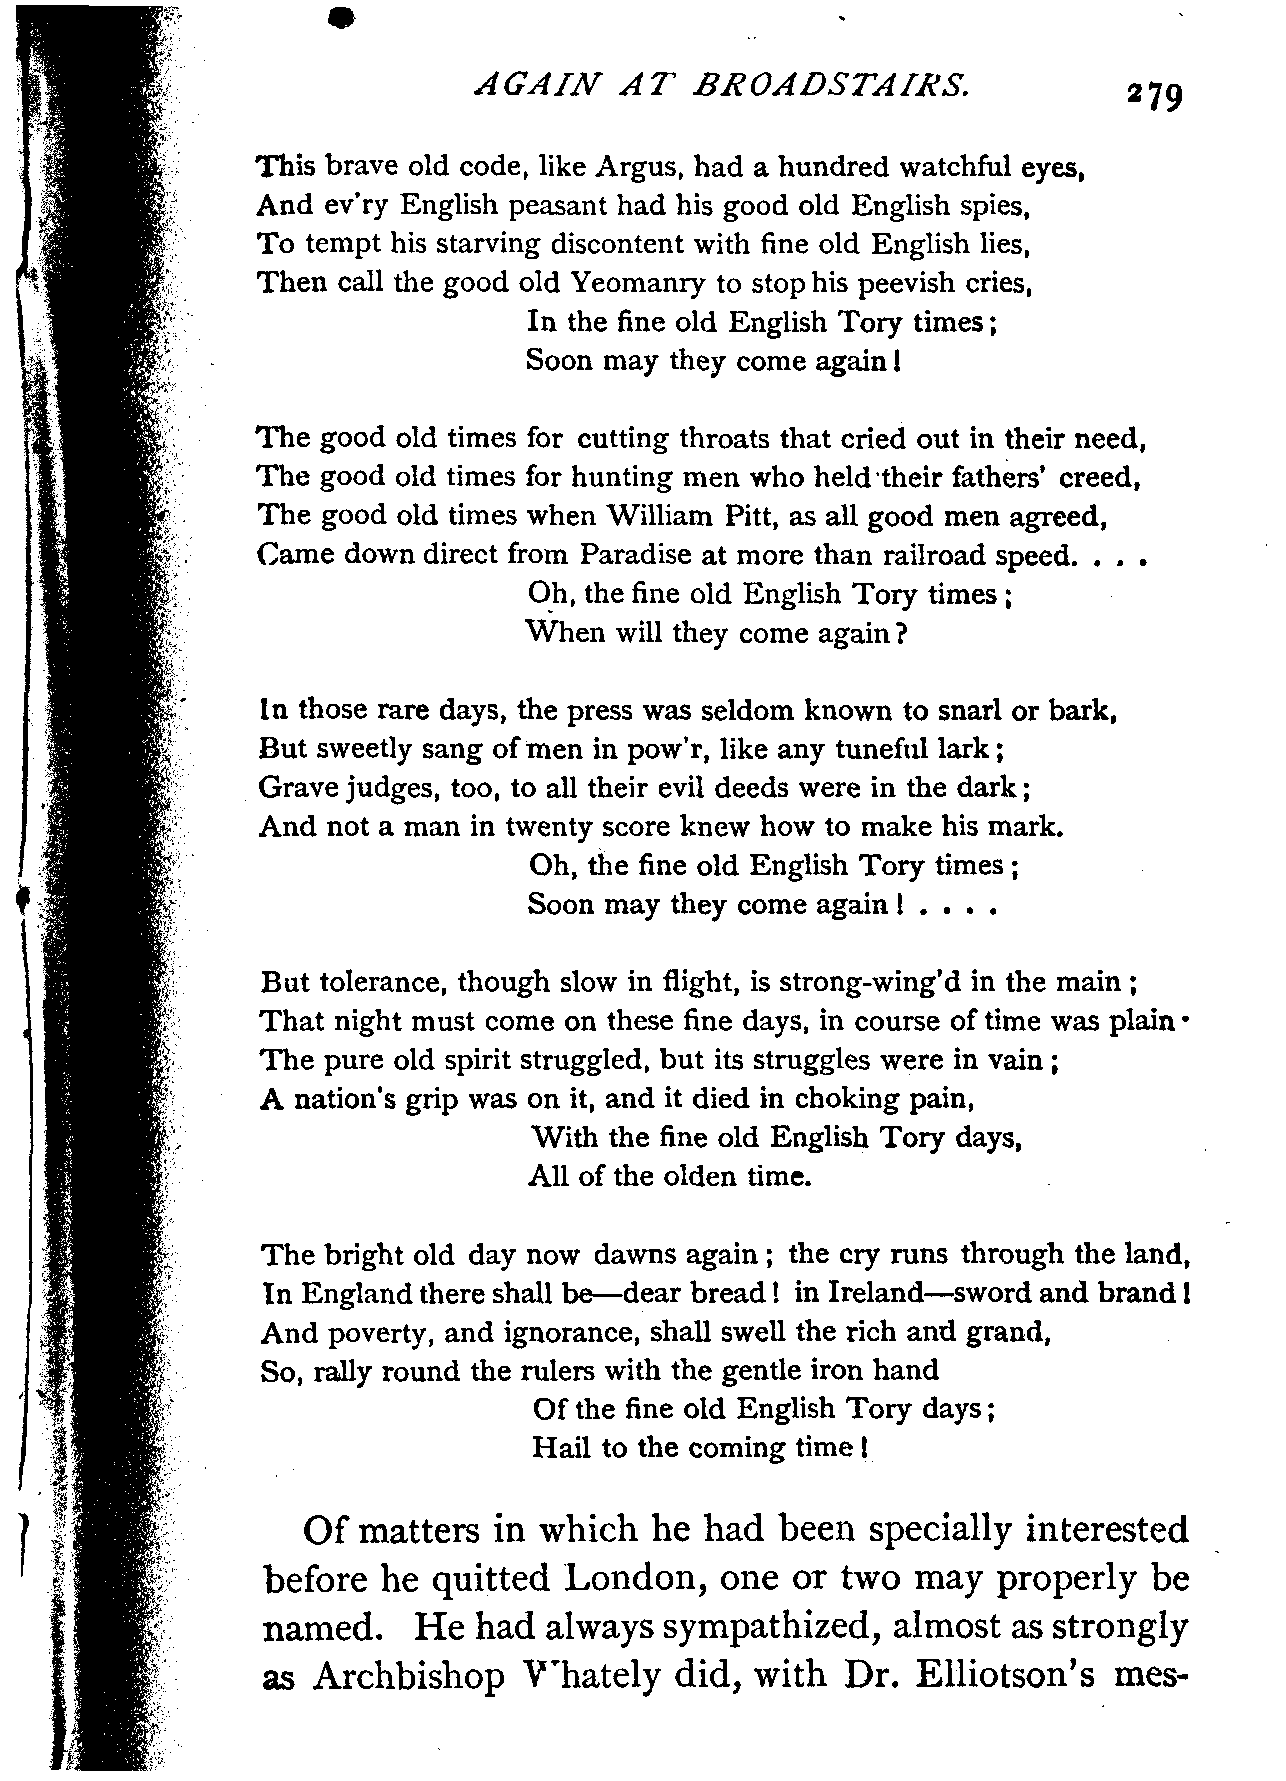 AGAIN AT BROADSTAIRS. 279
This brave old code, like Argus, had a hundred watchful eyes,
And ev'ry English peasant had his good old English spies,
To tempt his starving discontent with fine old English lies,
Then call the good old Yeomanry to stop his peevish cries,
In the fine old English Tory times;
Soon may they come again!
The good old times for cutting throats that cried out in their need,
The good old times for hunting men who held their fathers' creed,
The good old times when William Pitt, as all good men agreed,
Came down direct from Paradise at more than railroad speed. . . .
Oh, the fine old English Tory times;
When will they come again?
In those rare days, the press was seldom known to snarl or bark,
But sweetly sang of men in pow'r, like any tuneful lark;
Grave judges, too, to all their evil deeds were in the dark;
And not a man in twenty score knew how to make his mark.
Oh, the fine old English Tory times;
Soon may they come again! . . . .
But tolerance, though slow in flight, is strong-wing'd in the main;
That night must come on these fine days, in course of time was plain·
The pure old spirit struggled, but its struggles were in vain;
A nation's grip was on it, and it died in choking pain,
With the fine old English Tory days,
All of the olden time.
The bright old day now dawns again; the cry runs through the land,
In England there shall be—dear bread! in Ireland—sword and brand!
And poverty, and ignorance, shall swell the rich and grand,
So, rally round the rulers with the gentle iron hand
Of the fine old English Tory days;
Hail to the coming time!
Of matters in which he had been specially interested
before he quitted London, one or two may properly be
named. He had always sympathized, almost as strongly
as Archbishop Whately did, with Dr. Elliotson's mes-